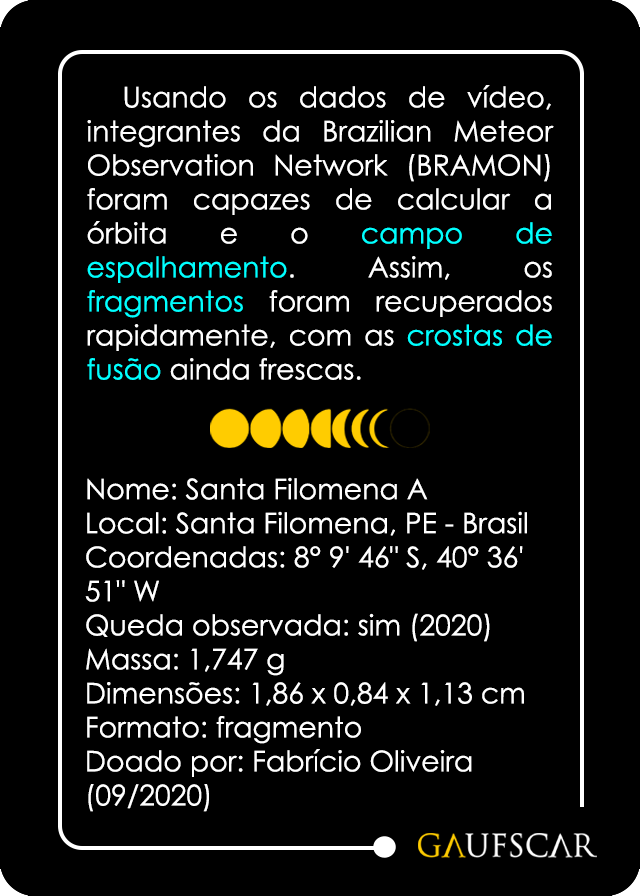 Usando os dados de vídeo,
integrantes da Brazilian Meteor
Observation Network (BRAMON)
foram capazes de calcular a
órbita e o campo de
espalhamento. Assim, os
fragmentos foram recuperados
rapidamente, com as crostas de
fusão ainda frescas.
Nome: Santa Filomena A
Local: Santa Filomena, PE - Brasil
Coordenadas: 8º 9' 46" S, 40º 36'
51" W
Queda observada: sim (2020)
Massa: 1,747 g
Dimensões: 1,86 x 0,84 x 1,13 cm
Formato: fragmento
Doado por: Fabrício Oliveira
(09/2020)
GAUFSCAR